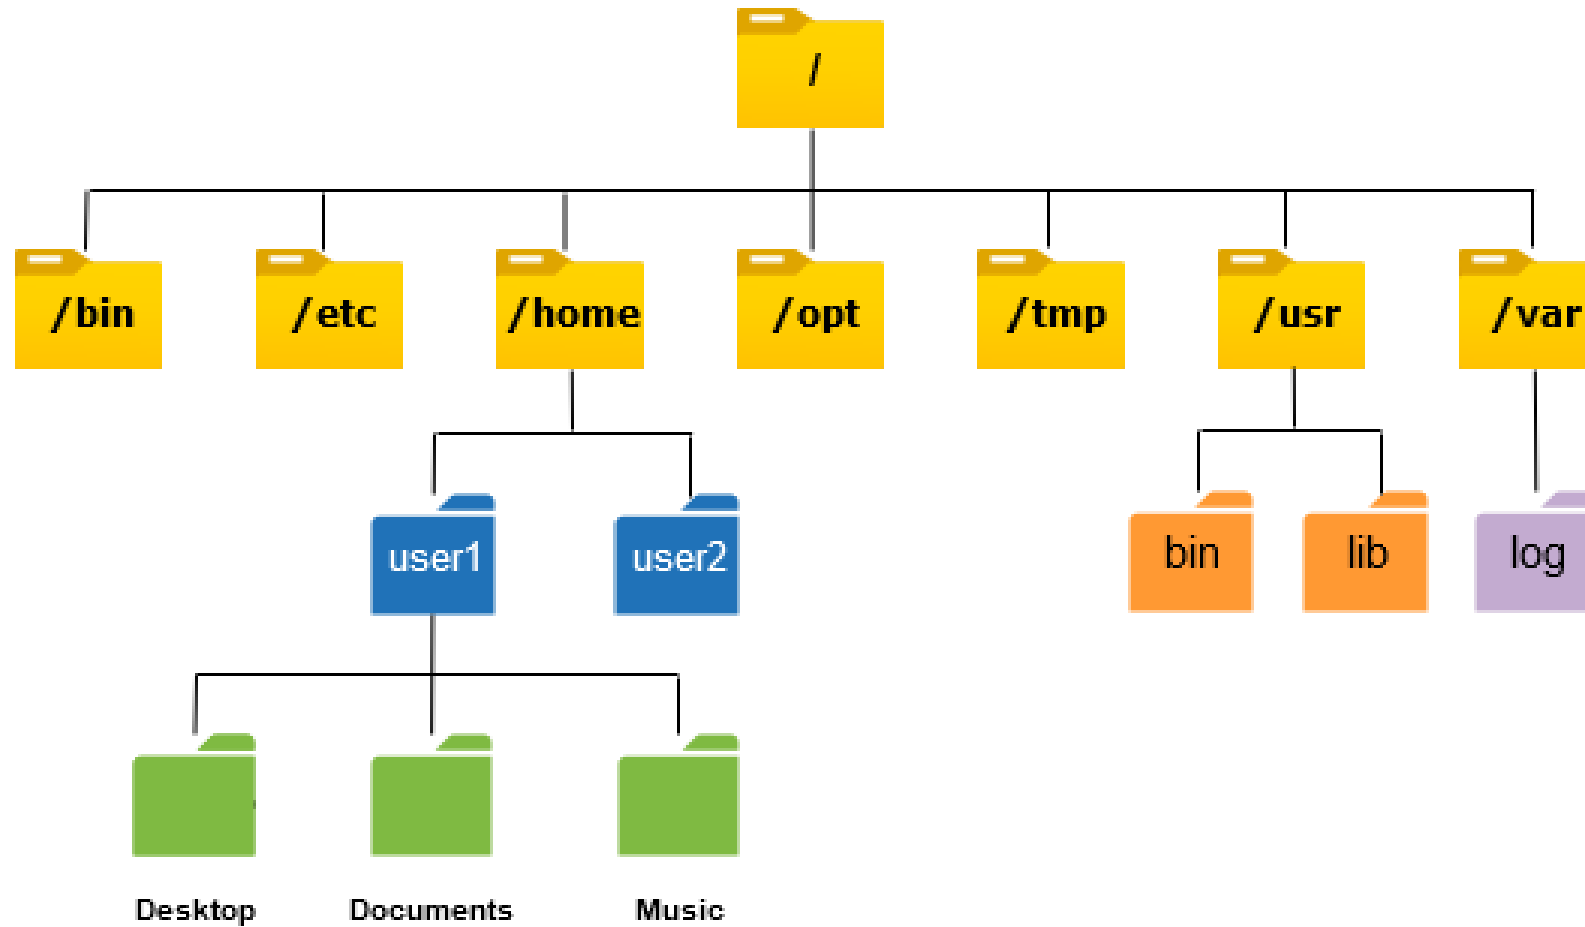 /
/bin /etc /home /opt /tmp /usr /var
user1 user2 bin lib log
Desktop Documents Music